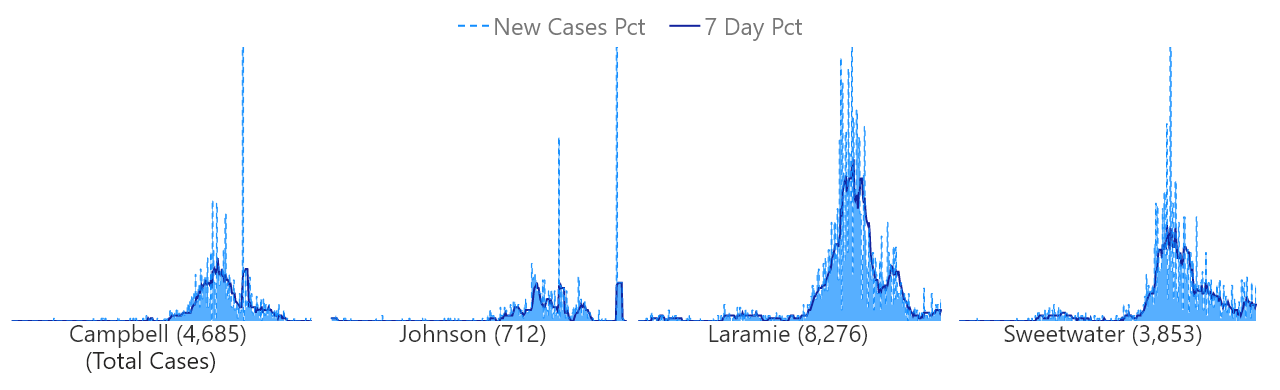 New Cases Pct 7 Day Pct
Campbell (4,685) Johnson (712) Laramie (8,276) Sweetwater (3,853)
(Total Cases)